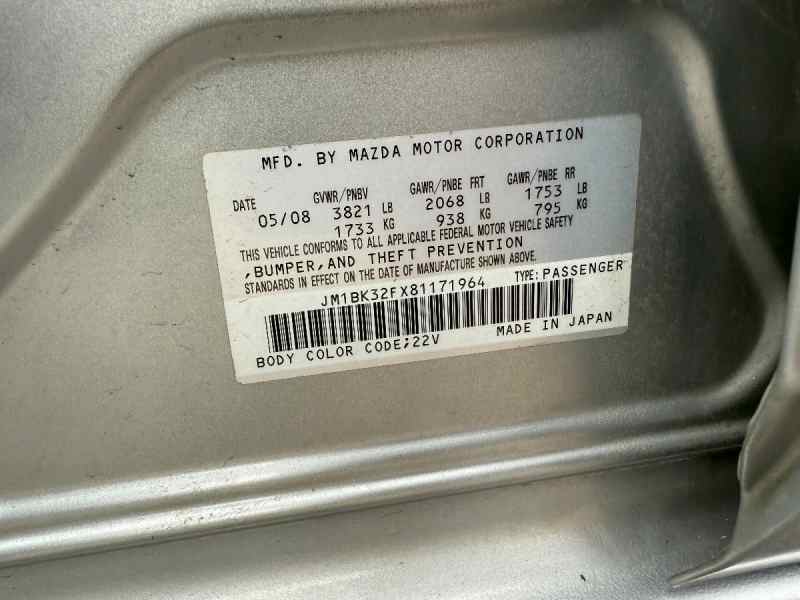 MFD. BY MAZDA MOTOR CORPORATION
DATE GVWR/PNBV GAWR/PNBE FRT GAWR/PNBE RR
05/08 3821 LB 2068 LB 1753 LB
1733 KG 938 KG 795 KG
THIS VEHICLE CONFORMS TO ALL APPLICABLE FEDERAL MOTOR VEHICLE SAFETY
,BUMPER,AND THEFT PREVENTION
STANDARDS IN EFFECT ON THE DATE OF MANUFACTURE SHOWN ABOVE.
JM1BK32FX81171964 TYPE: PASSENGER
BODY COLOR CODE;22V MADE IN JAPAN